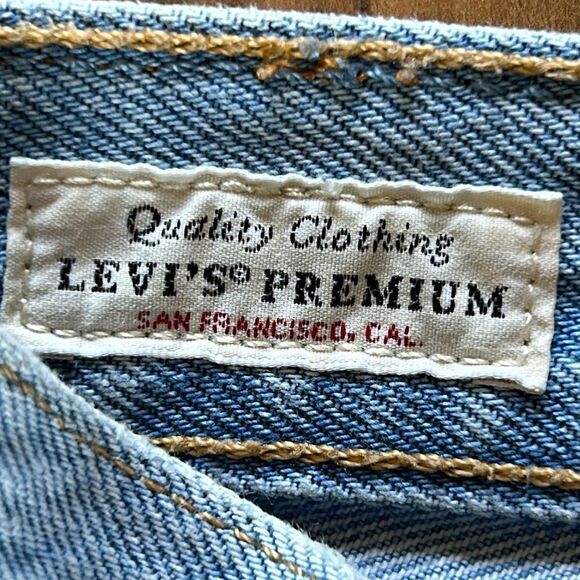 Quality Clothing
LEVI'S® PREMIUM
SAN FRANCISCO, CAL.